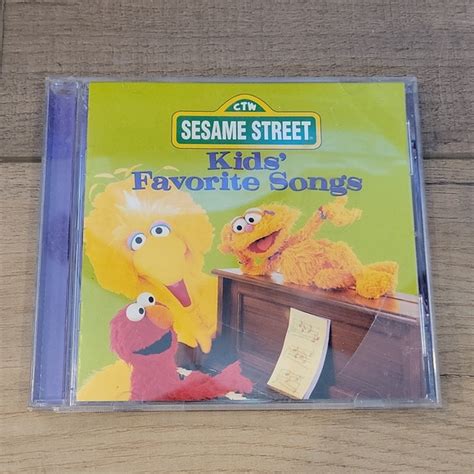 CTW
SESAME STREET
Kids'
Favorite Songs